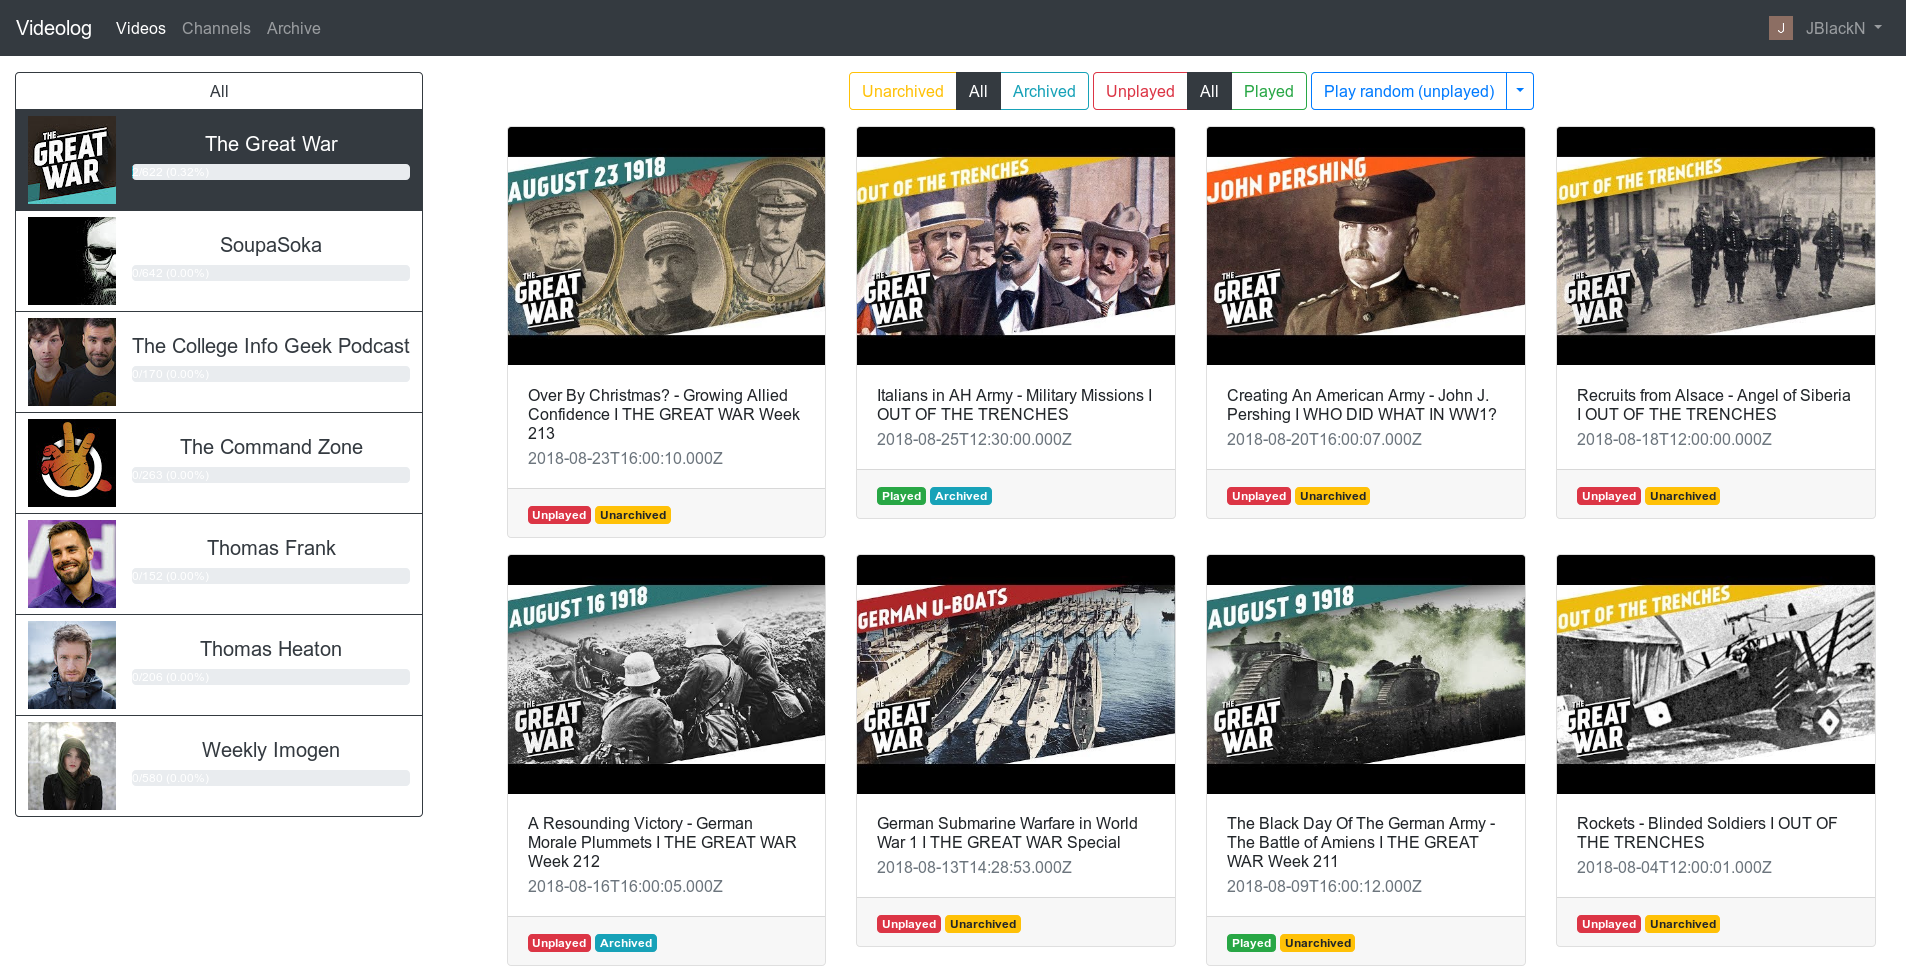 Videolog Videos Channels Archive J JBlackN
All
THE GREAT WAR
The Great War
2/622 (0.32%)
SoupaSoka
0/642 (0.00%)
The College Info Geek Podcast
0/170 (0.00%)
The Command Zone
0/263 (0.00%)
Thomas Frank
0/152 (0.00%)
Thomas Heaton
0/206 (0.00%)
Weekly Imogen
0/580 (0.00%)
Unarchived All Archived Unplayed All Played Play random (unplayed)
AUGUST 23 1918
THE
GREAT
WAR
Over By Christmas? - Growing Allied
Confidence I THE GREAT WAR Week
213
2018-08-23T16:00:10.000Z
Unplayed Unarchived
OUT OF THE TRENCHES
THE
GREAT
WAR
Italians in AH Army - Military Missions I
OUT OF THE TRENCHES
2018-08-25T12:30:00.000Z
Played Archived
JOHN PERSHING
THE
GREAT
WAR
Creating An American Army - John J.
Pershing I WHO DID WHAT IN WW1?
2018-08-20T16:00:07.000Z
Unplayed Unarchived
OUT OF THE TRENCHES
THE
GREAT
WAR
Recruits from Alsace - Angel of Siberia
I OUT OF THE TRENCHES
2018-08-18T12:00:00.000Z
Unplayed Unarchived
AUGUST 16 1918
THE
GREAT
WAR
A Resounding Victory - German
Morale Plummets I THE GREAT WAR
Week 212
2018-08-16T16:00:05.000Z
Unplayed Archived
GERMAN U-BOATS
THE
GREAT
WAR
German Submarine Warfare in World
War 1 I THE GREAT WAR Special
2018-08-13T14:28:53.000Z
Unplayed Unarchived
AUGUST 9 1918
THE
GREAT
WAR
The Black Day Of The German Army -
The Battle of Amiens I THE GREAT
WAR Week 211
2018-08-09T16:00:12.000Z
Played Unarchived
OUT OF THE TRENCHES
THE
GREAT
WAR
Rockets - Blinded Soldiers I OUT OF
THE TRENCHES
2018-08-04T12:00:01.000Z
Unplayed Unarchived